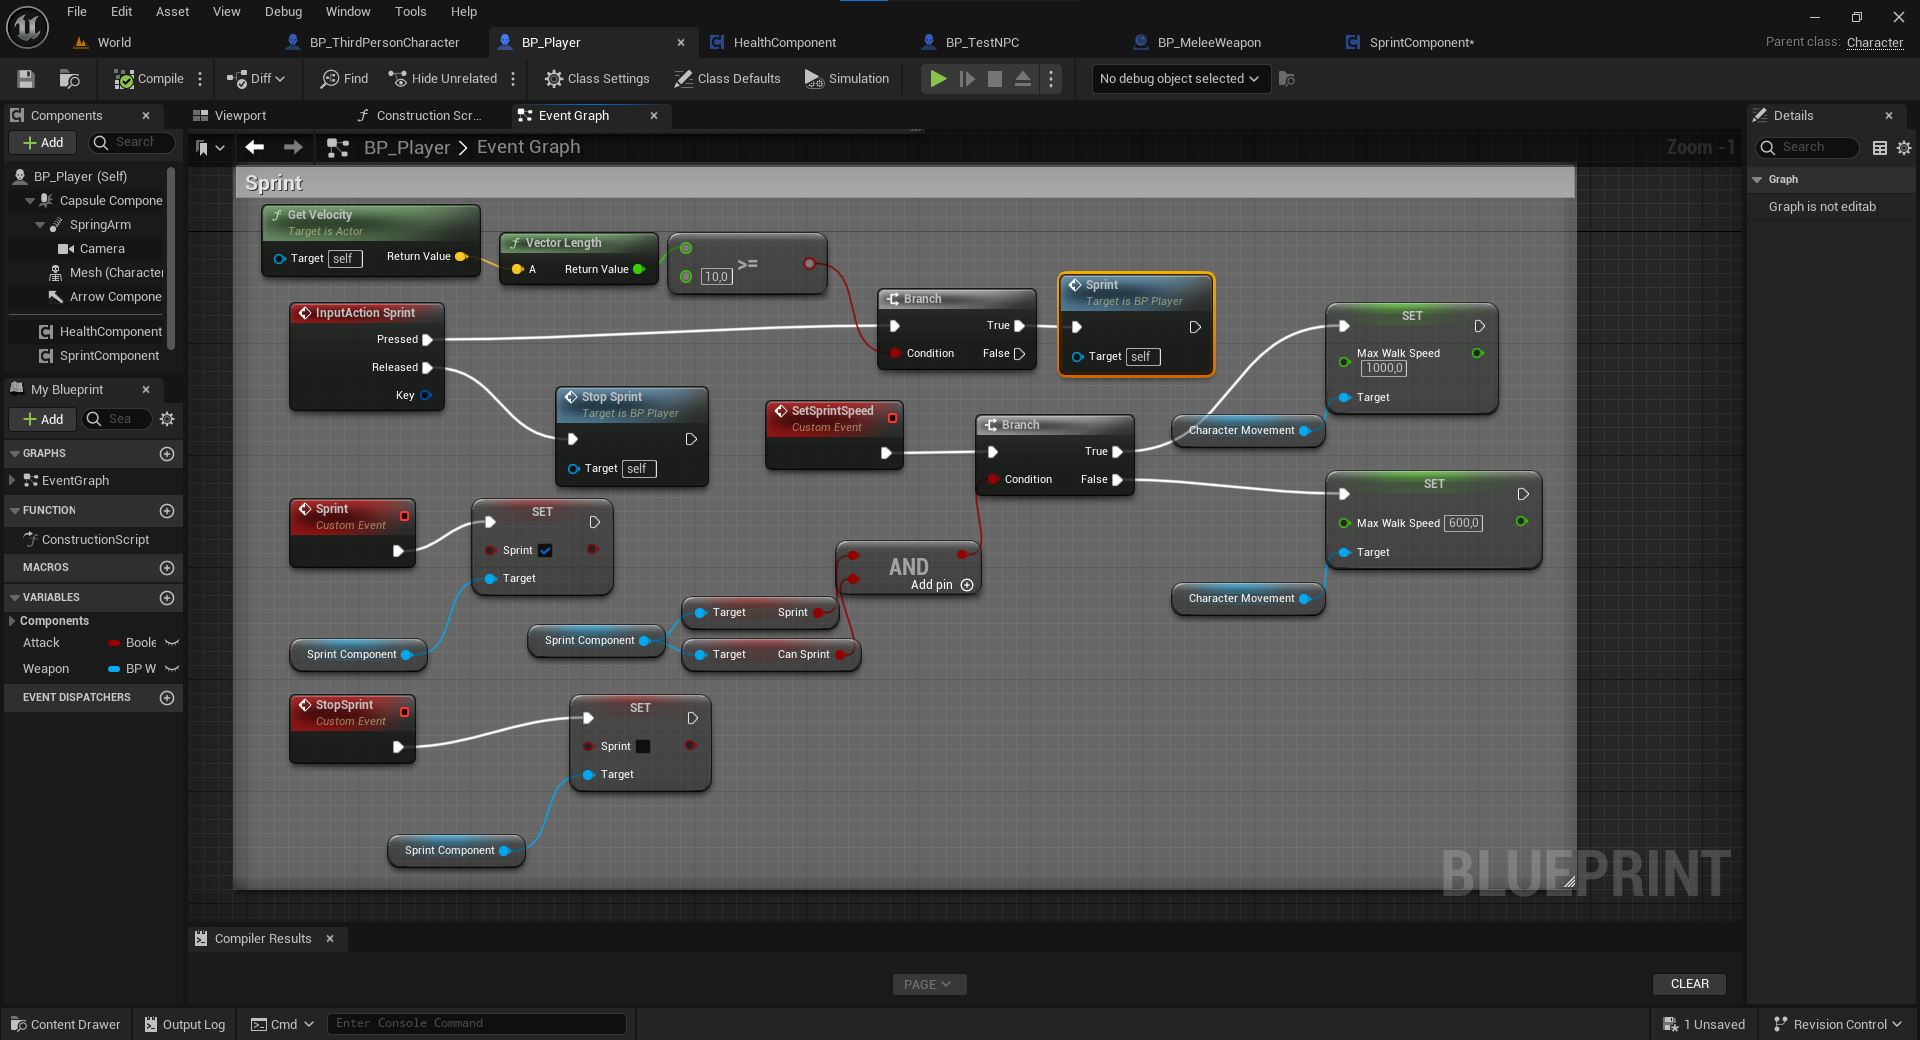 File Edit Asset View Debug Window Tools Help
World BP_ThirdPersonCharacter BP_Player HealthComponent BP_TestNPC BP_MeleeWeapon SprintComponent*
Parent class: Character
Compile Diff Find Hide Unrelated Class Settings Class Defaults Simulation No debug object selected
Components
Add Search
BP_Player (Self)
Capsule Compone
SpringArm
Camera
Mesh (Character
Arrow Compone
HealthComponent
SprintComponent
My Blueprint
Add Sea
GRAPHS
EventGraph
FUNCTION
ConstructionScript
MACROS
VARIABLES
Components
Attack Boole
Weapon BP W
EVENT DISPATCHERS
Viewport Construction Scr... Event Graph
BP_Player > Event Graph
Zoom -1
Sprint
Get Velocity
Target is Actor
Target self Return Value
Vector Length
A Return Value
10,0 >=
InputAction Sprint
Pressed
Released
Key
Branch
True
Condition False
Sprint
Target is BP Player
Target self
SET
Max Walk Speed
1000,0
Target
Character Movement
Stop Sprint
Target is BP Player
Target self
SetSprintSpeed
Custom Event
Branch
True
Condition False
SET
Max Walk Speed 600,0
Target
Character Movement
Sprint
Custom Event
SET
Sprint
Target
Sprint Component
AND
Add pin
Target Sprint
Sprint Component
Target Can Sprint
StopSprint
Custom Event
SET
Sprint
Target
Sprint Component
BLUEPRINT
Details
Search
Graph
Graph is not editab
Compiler Results
PAGE
CLEAR
Content Drawer Output Log Cmd Enter Console Command 1 Unsaved Revision Control